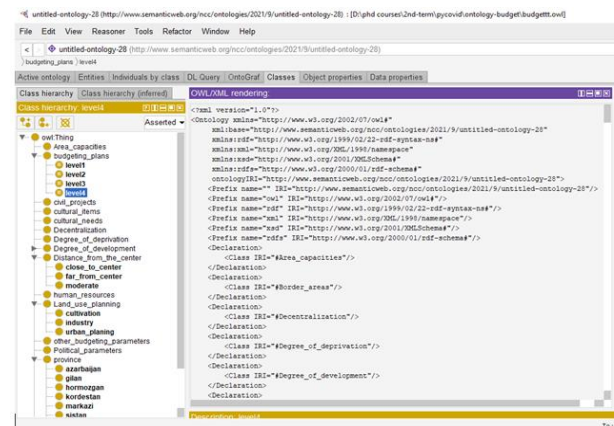 untitled-ontology-28 (http://www.semanticweb.org/ncc/ontologies/2021/9/untitled-ontology-28) : [D:\phd courses\2nd-term\pycovid\ontology-budget\budgettt.owl]
File Edit View Reasoner Tools Refactor Window Help
< > untitled-ontology-28 (http://www.semanticweb.org/ncc/ontologies/2021/9/untitled-ontology-28)
budgeting_plans level4
Active ontology Entities Individuals by class DL Query OntoGraf Classes Object properties Data properties
Class hierarchy Class hierarchy (inferred)
Class hierarchy: level4
Asserted
owl:Thing
Area_capacities
budgeting_plans
level1
level2
level3
level4
civil_projects
cultural_items
cultural_needs
Decentralization
Degree_of_deprivation
Degree_of_development
Distance_from_the_center
close_to_center
far_from_center
moderate
human_resources
Land_use_planning
cultivation
industry
urban_planing
other_budgeting_parameters
Political_parameters
province
azarbaijan
gilan
hormozgan
kordestan
markazi
sistan
OWL/XML rendering:
<?xml version="1.0"?>
<Ontology xmlns="http://www.w3.org/2002/07/owl#"
xml:base="http://www.semanticweb.org/ncc/ontologies/2021/9/untitled-ontology-28"
xmlns:rdf="http://www.w3.org/1999/02/22-rdf-syntax-ns#"
xmlns:xml="http://www.w3.org/XML/1998/namespace"
xmlns:xsd="http://www.w3.org/2001/XMLSchema#"
xmlns:rdfs="http://www.w3.org/2000/01/rdf-schema#"
ontologyIRI="http://www.semanticweb.org/ncc/ontologies/2021/9/untitled-ontology-28">
<Prefix name="" IRI="http://www.semanticweb.org/ncc/ontologies/2021/9/untitled-ontology-28"/>
<Prefix name="owl" IRI="http://www.w3.org/2002/07/owl#"/>
<Prefix name="rdf" IRI="http://www.w3.org/1999/02/22-rdf-syntax-ns#"/>
<Prefix name="xml" IRI="http://www.w3.org/XML/1998/namespace"/>
<Prefix name="xsd" IRI="http://www.w3.org/2001/XMLSchema#"/>
<Prefix name="rdfs" IRI="http://www.w3.org/2000/01/rdf-schema#"/>
<Declaration>
<Class IRI="#Area_capacities"/>
</Declaration>
<Declaration>
<Class IRI="#Border_areas"/>
</Declaration>
<Declaration>
<Class IRI="#Decentralization"/>
</Declaration>
<Declaration>
<Class IRI="#Degree_of_deprivation"/>
</Declaration>
<Declaration>
<Class IRI="#Degree_of_development"/>
</Declaration>
<Declaration>
Description: level4